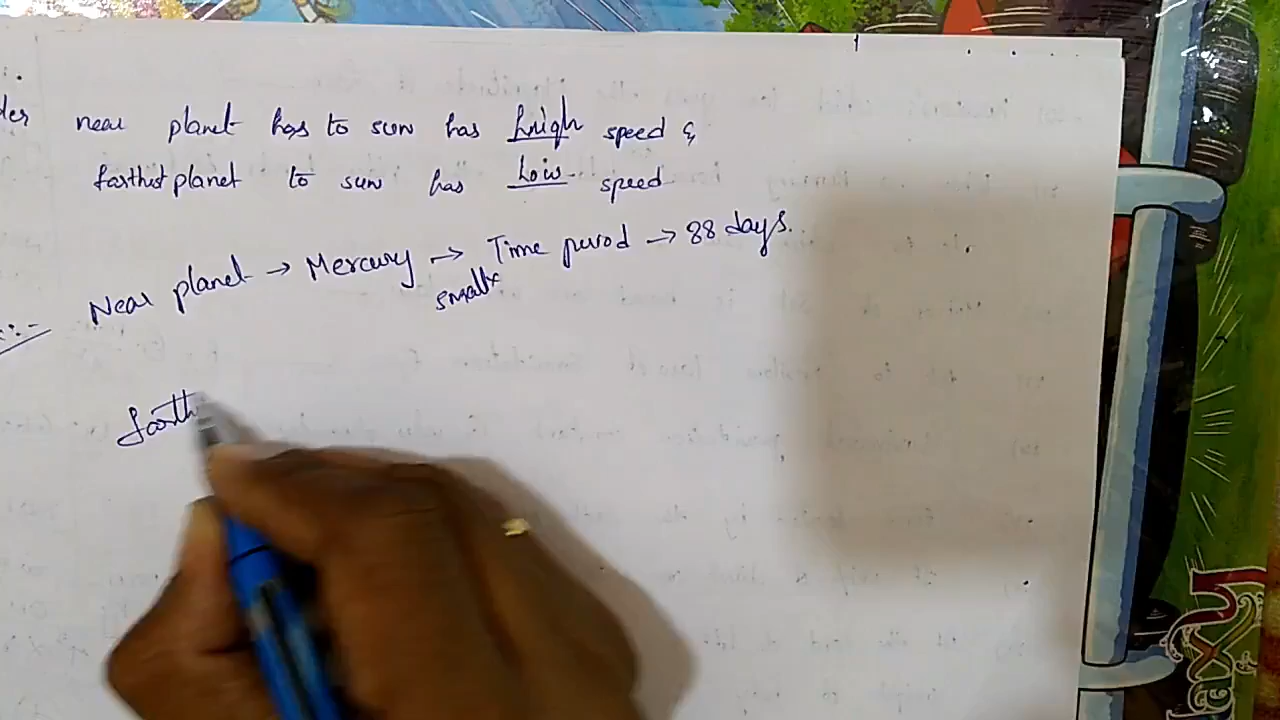 near planet has to sun has high speed &
farthest planet to sun has Low speed
Near planet → Mercury → Time period → 88 days.
smaller
farth